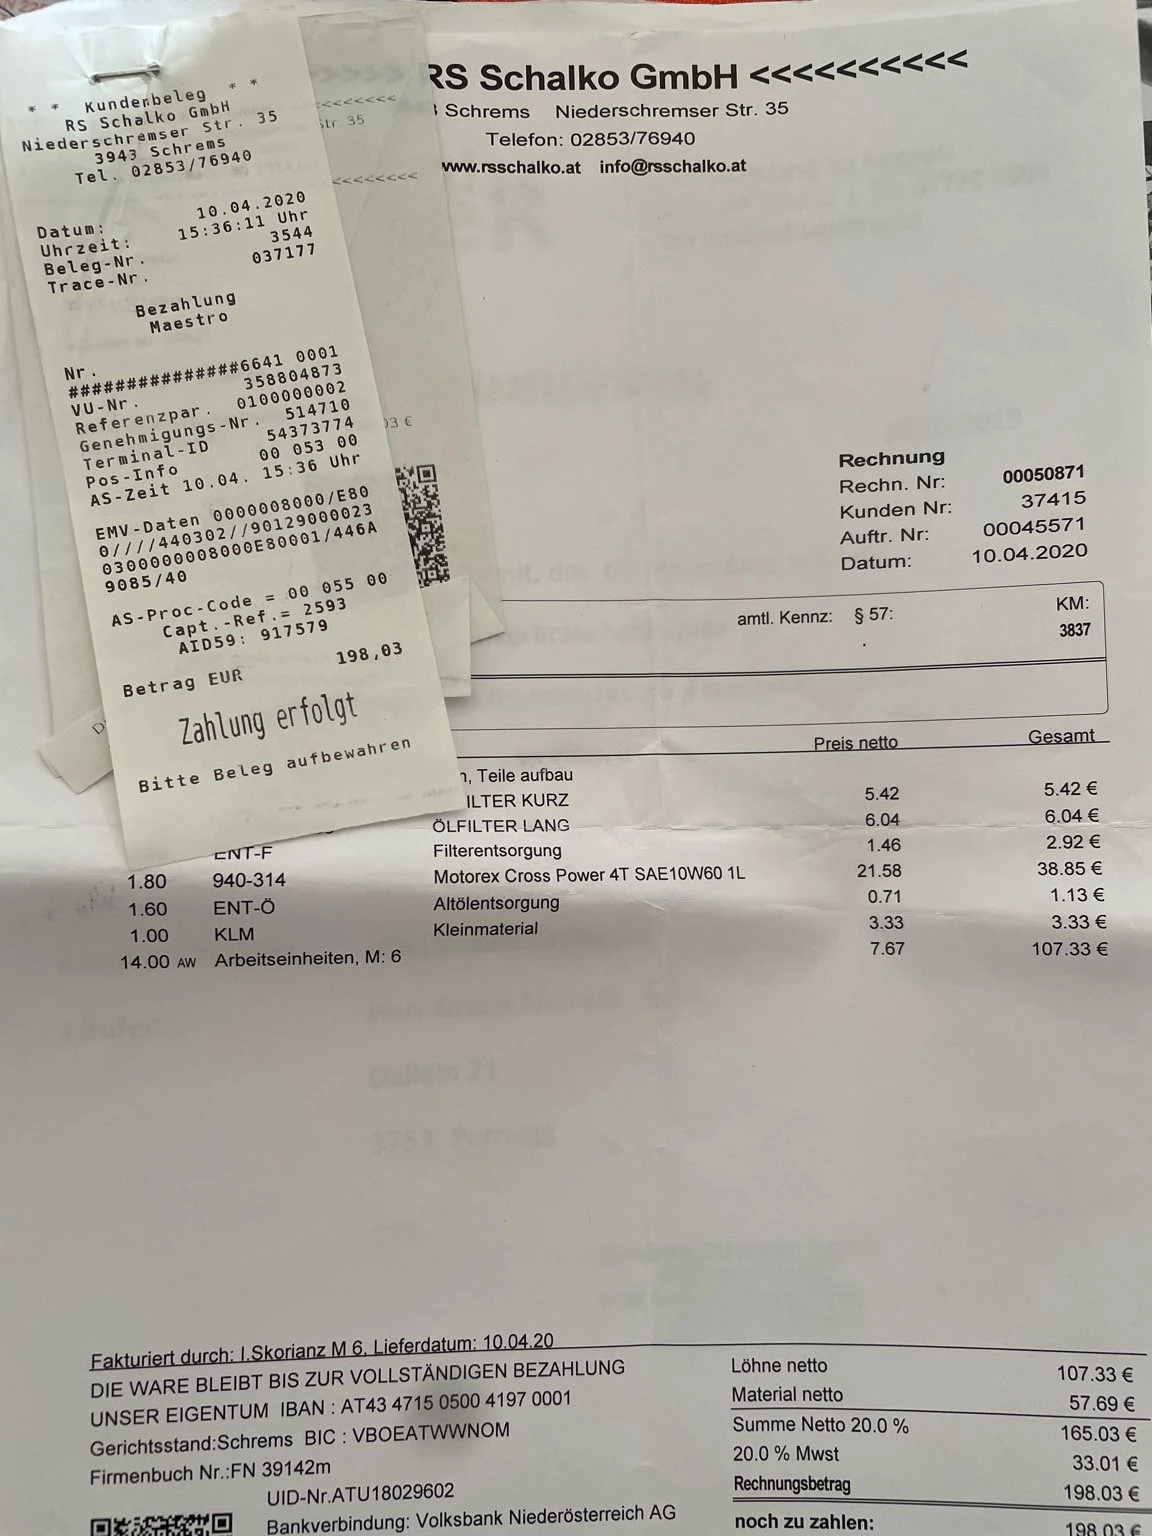 * * Kundenbeleg * *
RS Schalko GmbH
Niederschremser Str. 35
3943 Schrems
Tel. 02853/76940
Datum: 10.04.2020
Uhrzeit: 15:36:11 Uhr
Beleg-Nr. 3544
Trace-Nr. 037177
Bezahlung
Maestro
Nr.
##############6641 0001
VU-Nr. 358804873
Referenzpar. 0100000002
Genehmigungs-Nr. 514710
Terminal-ID 54373774
Pos-Info 00 053 00
AS-Zeit 10.04. 15:36 Uhr
EMV-Daten 0000008000/E80
0////440302//90129000023
0300000008000E80001/446A
9085/40
AS-Proc-Code = 00 055 00
Capt.-Ref.= 2593
AID59: 917579
Betrag EUR 198,03
Zahlung erfolgt
Bitte Beleg aufbewahren
str 35
03 €
RS Schalko GmbH <<<<<<<<<<
Schrems Niederschremser Str. 35
Telefon: 02853/76940
www.rsschalko.at info@rsschalko.at
Rechnung
Rechn. Nr: 00050871
Kunden Nr: 37415
Auftr. Nr: 00045571
Datum: 10.04.2020
amtl. Kennz: § 57: KM:
3837
Preis netto Gesamt
, Teile aufbau
ILTER KURZ 5.42 5.42 €
ÖLFILTER LANG 6.04 6.04 €
ENT-F Filterentsorgung 1.46 2.92 €
1.80 940-314 Motorex Cross Power 4T SAE10W60 1L 21.58 38.85 €
1.60 ENT-Ö Altölentsorgung 0.71 1.13 €
1.00 KLM Kleinmaterial 3.33 3.33 €
14.00 AW Arbeitseinheiten, M: 6 7.67 107.33 €
Käufer:
Dallein 21
3753 Pernegg
Fakturiert durch: I.Skorianz M 6, Lieferdatum: 10.04.20
DIE WARE BLEIBT BIS ZUR VOLLSTÄNDIGEN BEZAHLUNG
UNSER EIGENTUM IBAN : AT43 4715 0500 4197 0001
Gerichtsstand:Schrems BIC : VBOEATWWNOM
Firmenbuch Nr.:FN 39142m
UID-Nr.ATU18029602
Bankverbindung: Volksbank Niederösterreich AG
Löhne netto 107.33 €
Material netto 57.69 €
Summe Netto 20.0 % 165.03 €
20.0 % Mwst 33.01 €
Rechnungsbetrag 198.03 €
noch zu zahlen: 198.03 €